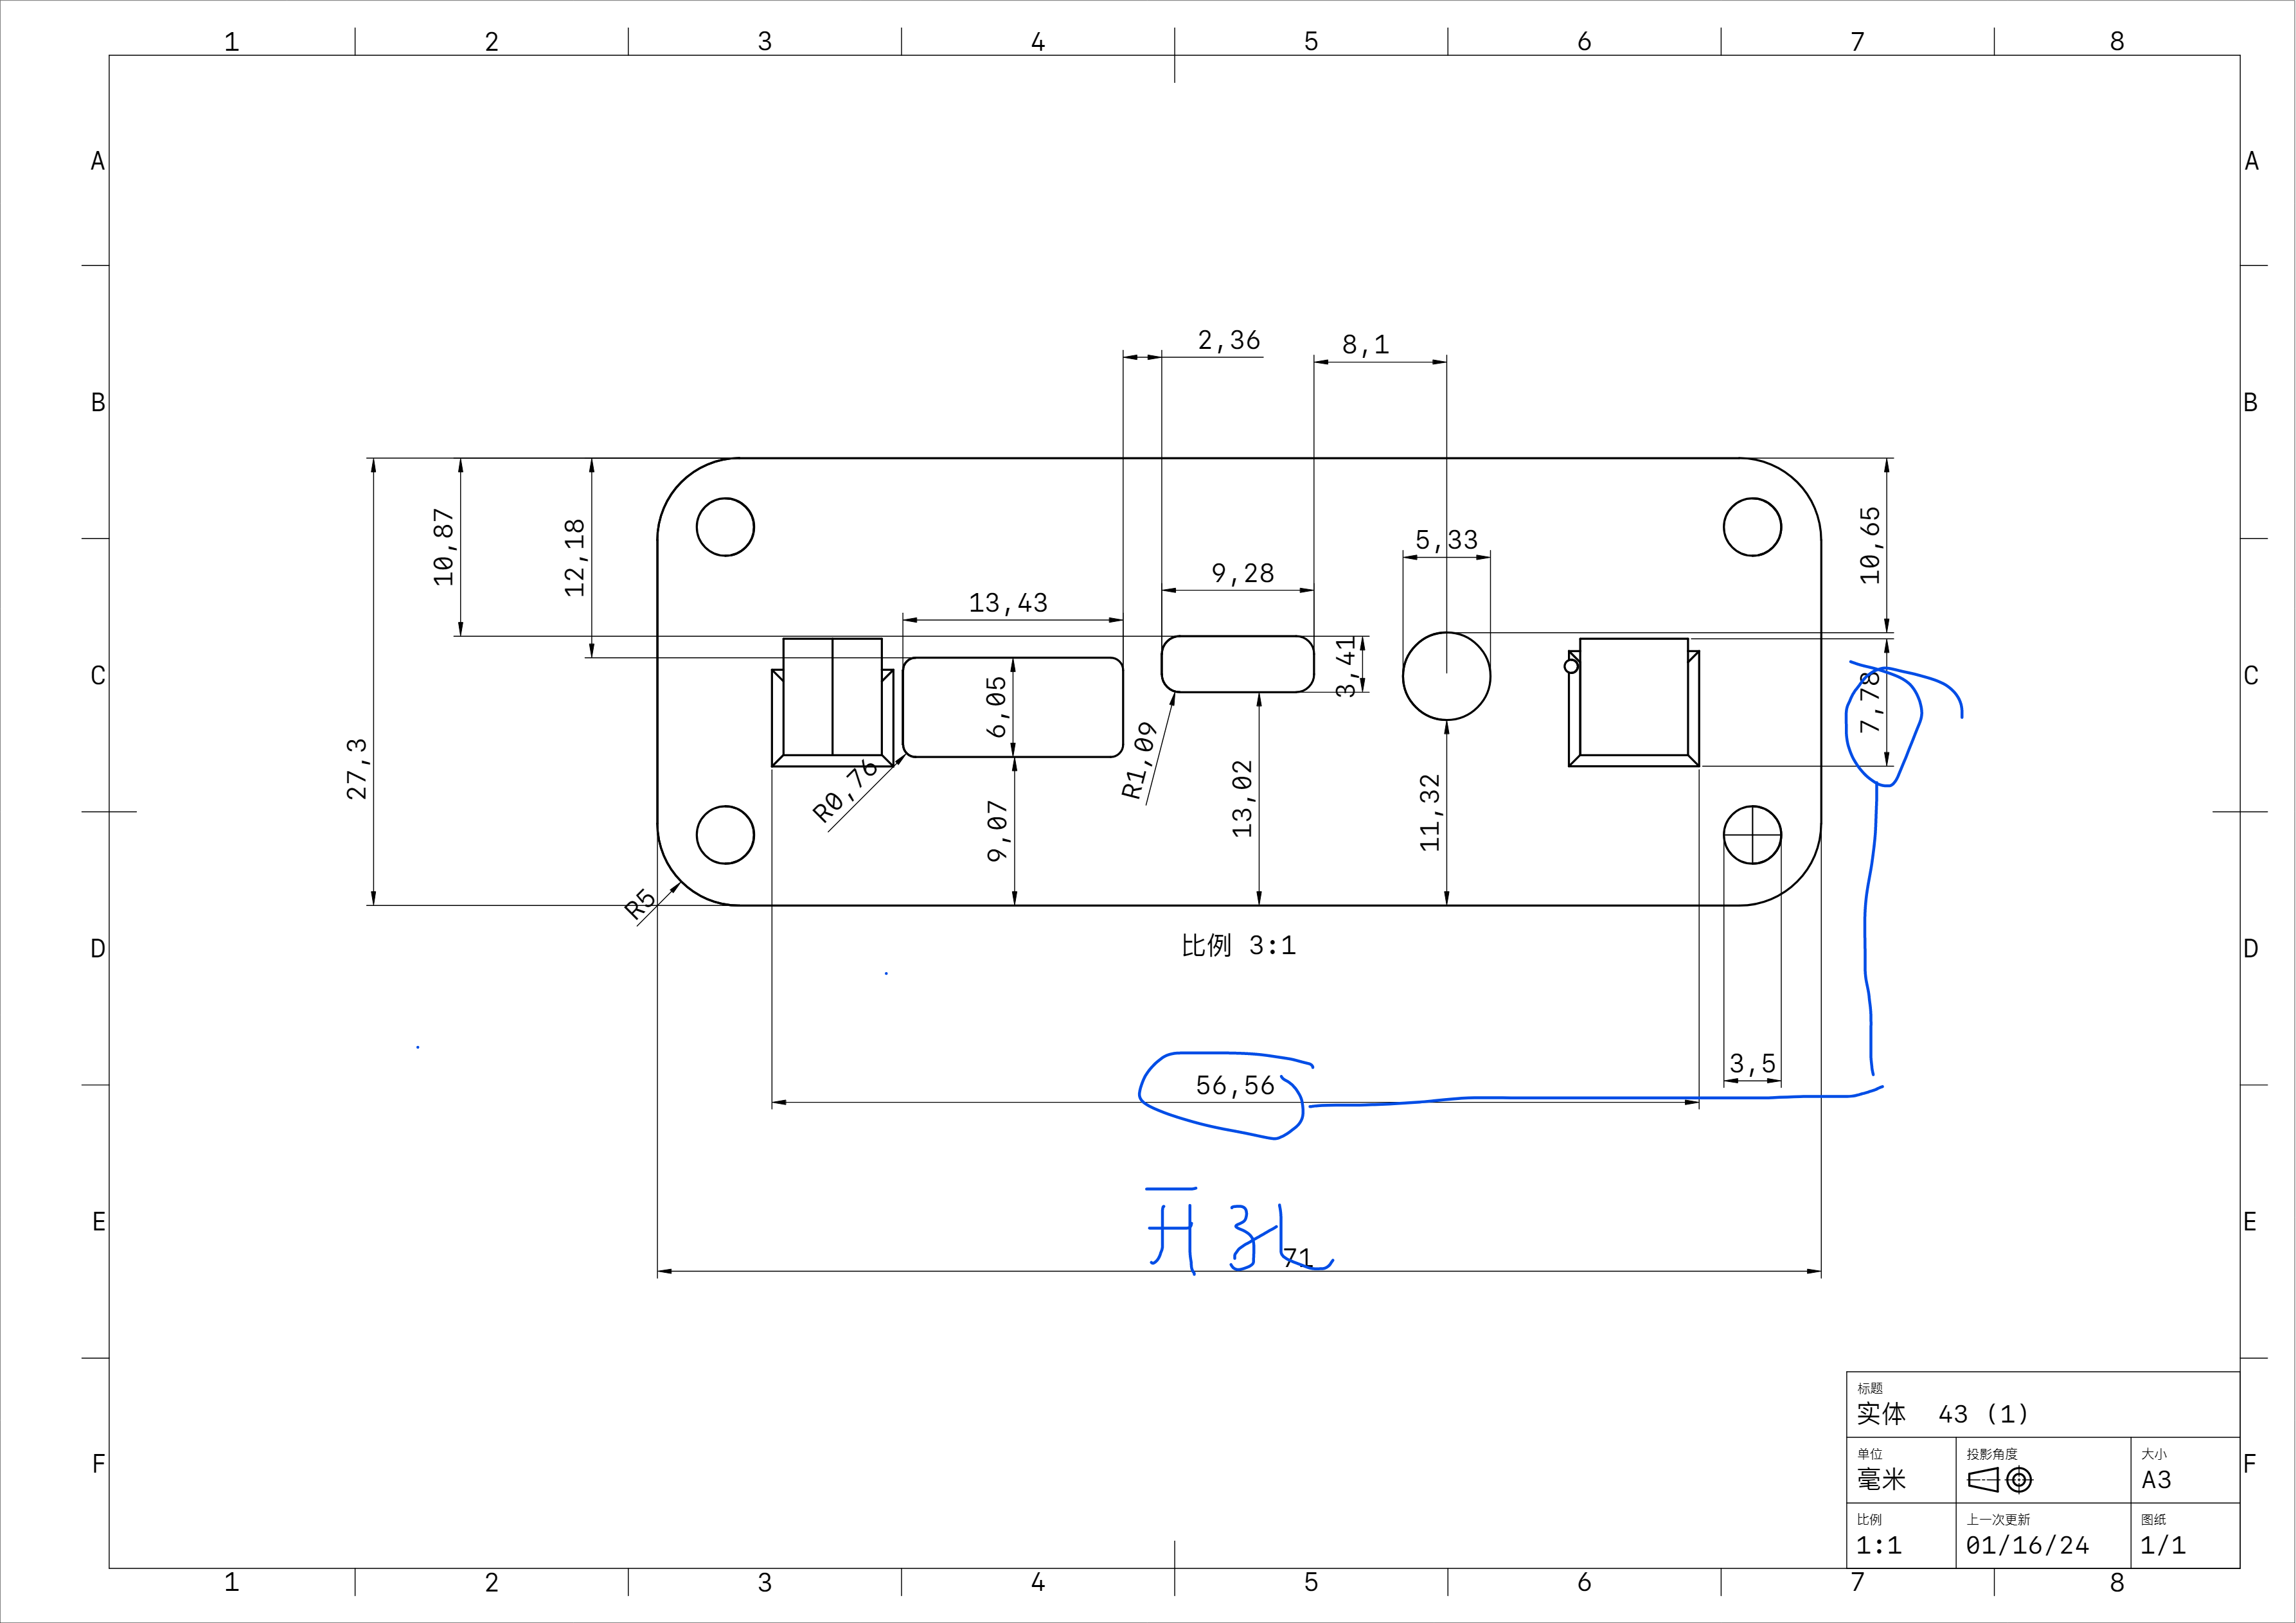 1 2 3 4 5 6 7 8
A A
2,36 8,1
B B
10,87 12,18 5,33 10,65
9,28
13,43
C C
3,41
6,05 7,78
27,3
R1,09
R0,76
9,07 13,02 11,32
R5
比例 3:1
D D
3,5
56,56
开孔
E E
71
标题
实体 43 (1)
单位 投影角度 大小
毫米 A3
F F
比例 上一次更新 图纸
1:1 01/16/24 1/1
1 2 3 4 5 6 7 8